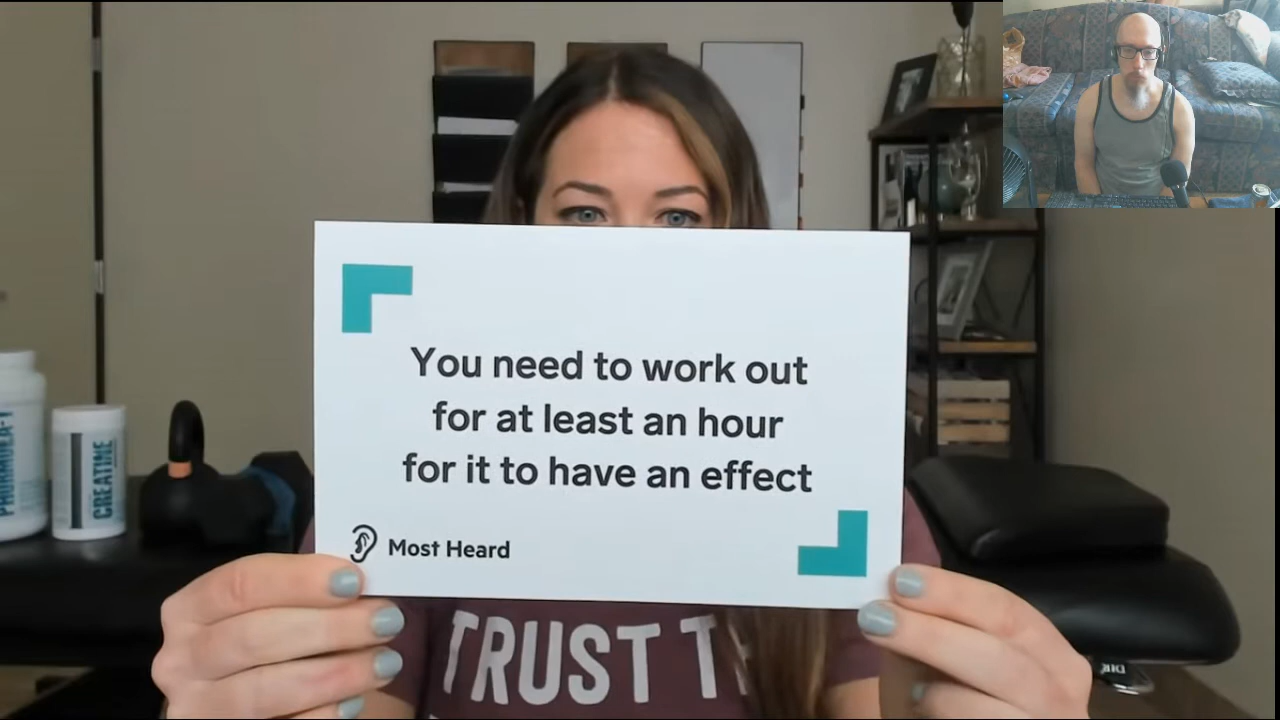 You need to work out
for at least an hour
for it to have an effect
Most Heard
CREATINE
TRUST